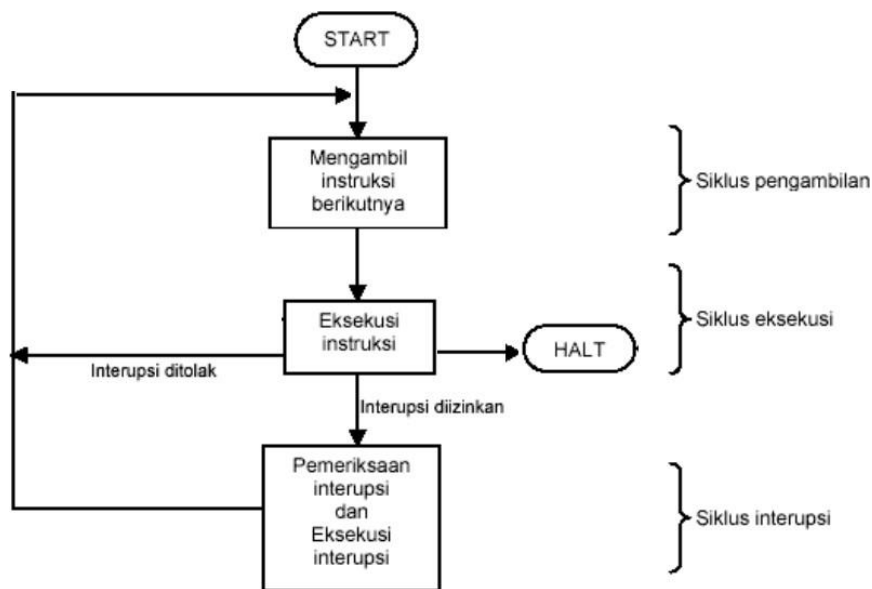 START
Mengambil
instruksi
berikutnya
Siklus pengambilan
Eksekusi
instruksi
Siklus eksekusi
HALT
Interupsi ditolak
Interupsi diizinkan
Pemeriksaan
interupsi
dan
Eksekusi
interupsi
Siklus interupsi